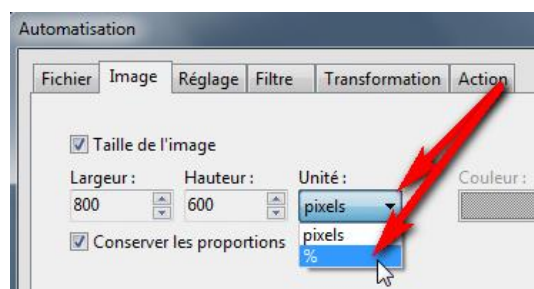 Automatisation
Fichier Image Réglage Filtre Transformation Action
Taille de l'image
Largeur : Hauteur : Unité : Couleur :
800 600 pixels
Conserver les proportions pixels
%